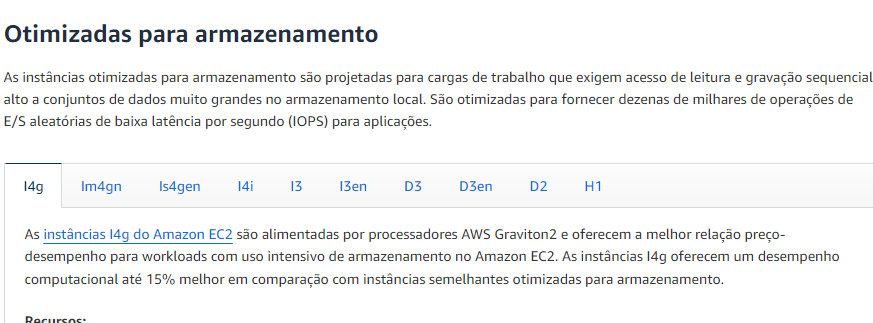 Otimizadas para armazenamento
As instâncias otimizadas para armazenamento são projetadas para cargas de trabalho que exigem acesso de leitura e gravação sequencial
alto a conjuntos de dados muito grandes no armazenamento local. São otimizadas para fornecer dezenas de milhares de operações de
E/S aleatórias de baixa latência por segundo (IOPS) para aplicações.
I4g Im4gn Is4gen I4i I3 I3en D3 D3en D2 H1
As instâncias I4g do Amazon EC2 são alimentadas por processadores AWS Graviton2 e oferecem a melhor relação preço-
desempenho para workloads com uso intensivo de armazenamento no Amazon EC2. As instâncias I4g oferecem um desempenho
computacional até 15% melhor em comparação com instâncias semelhantes otimizadas para armazenamento.
Recursos: